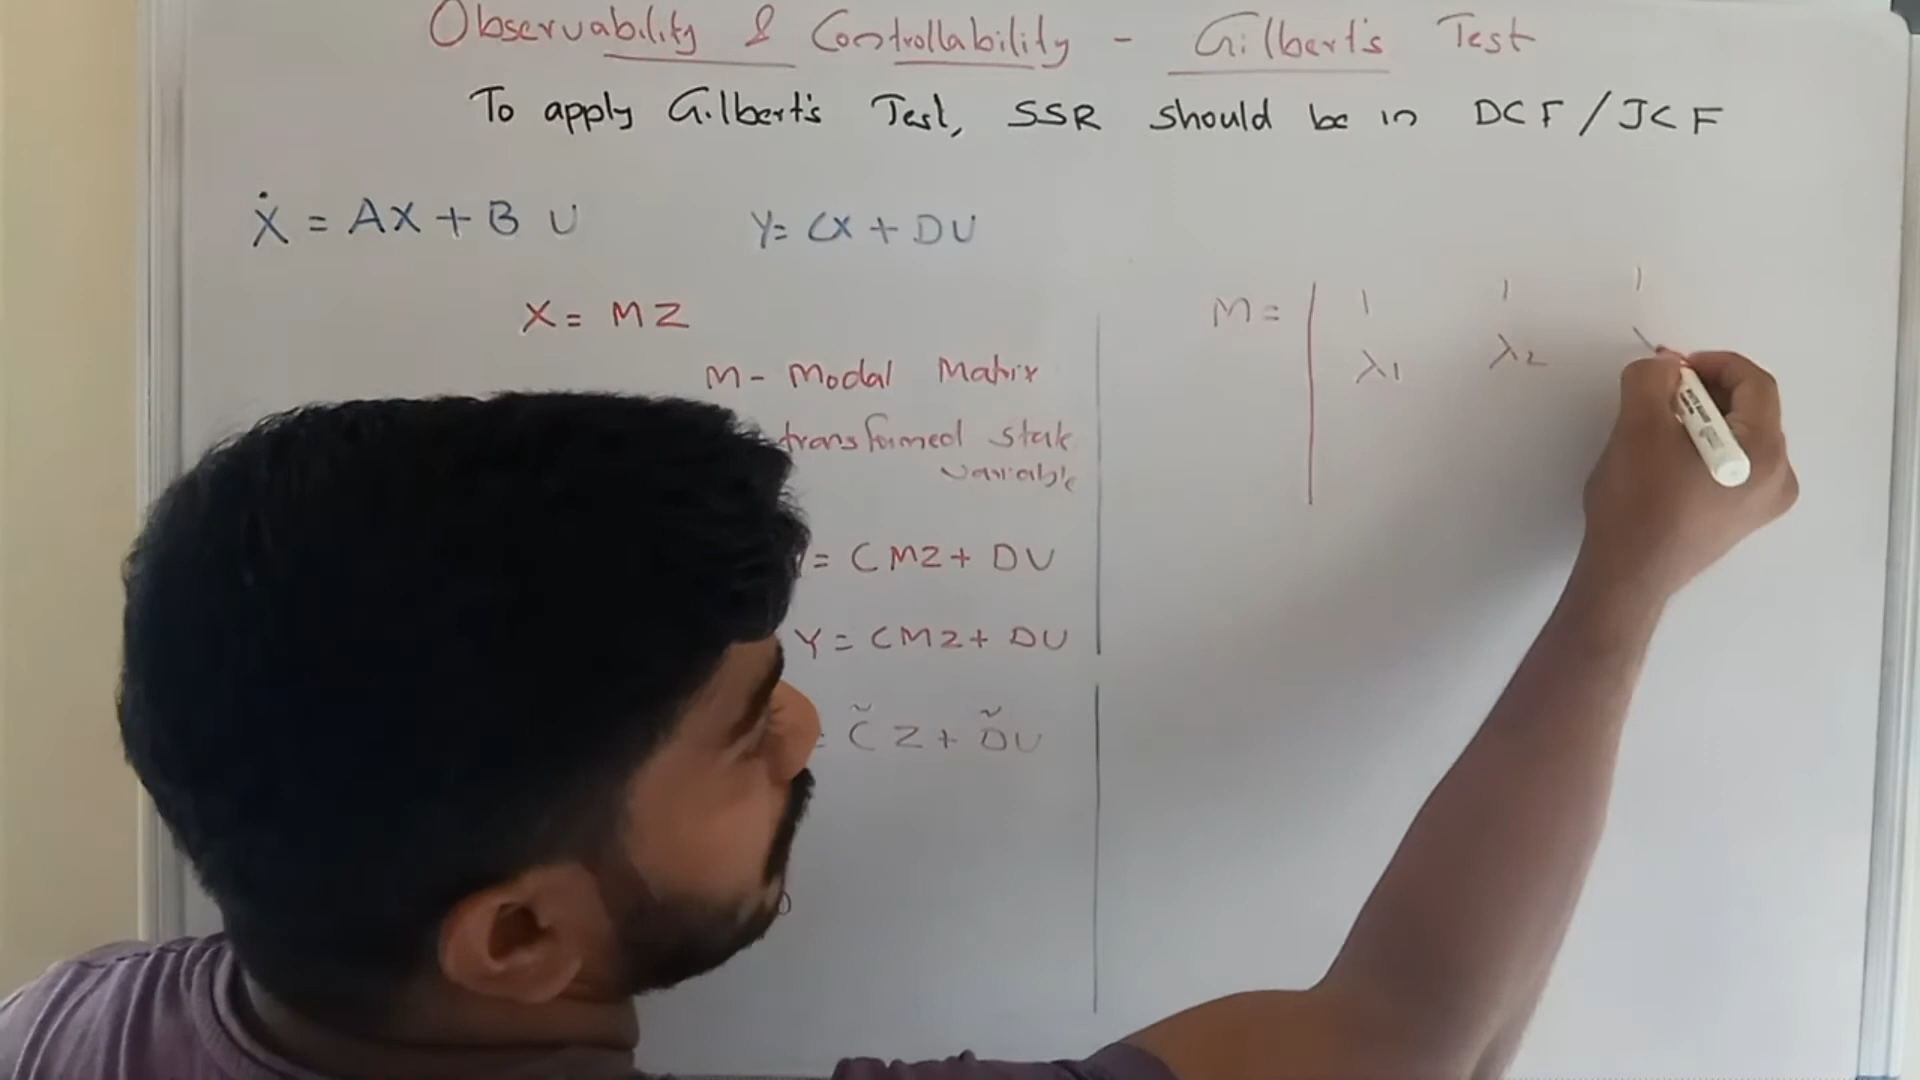 Observability & Controllability - Gilbert's Test
To apply Gilbert's Test, SSR should be in DCF/JCF
Ẋ = AX + B U
Y = CX + DU
X = MZ
M - Modal Matrix
transformed state
variable
= CMZ + DU
Y = CMZ + DU
= C̃ Z + D̃U
M = | 1 1 1
λ1 λ2